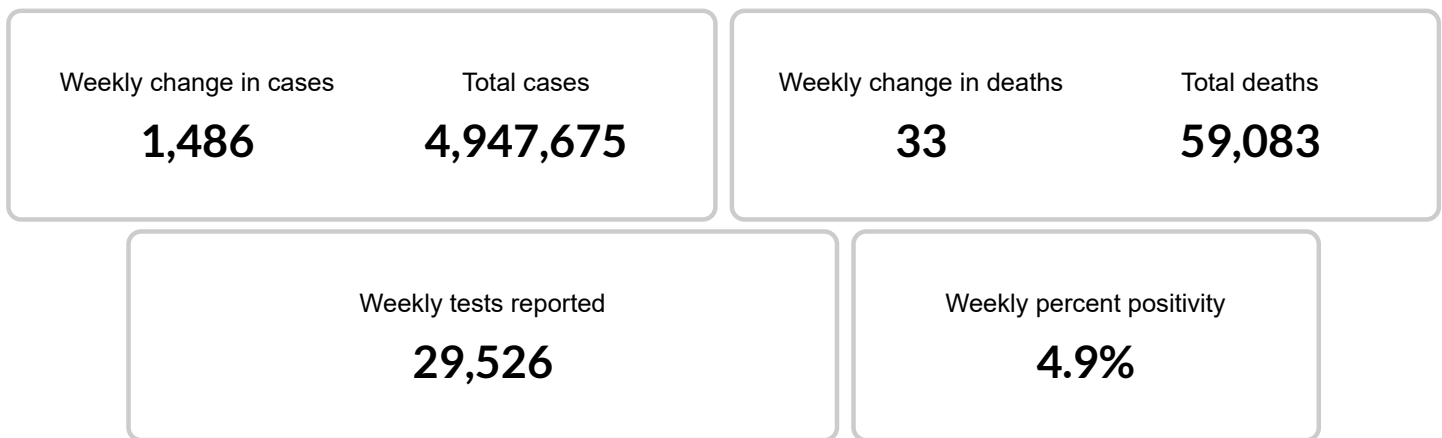 Weekly change in cases
Total cases
1,486
4,947,675
Weekly change in deaths
Total deaths
33
59,083
Weekly tests reported
29,526
Weekly percent positivity
4.9%